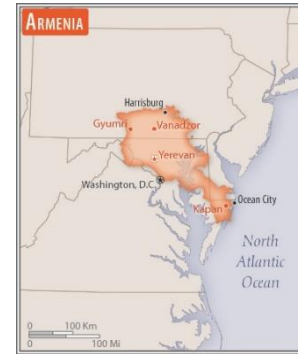 ARMENIA
Harrisburg
Gyumri
Vanadzor
Yerevan
Washington, D.C.
Ocean City
Kapan
North
Atlantic
Ocean
0 100 Km
0 100 Mi